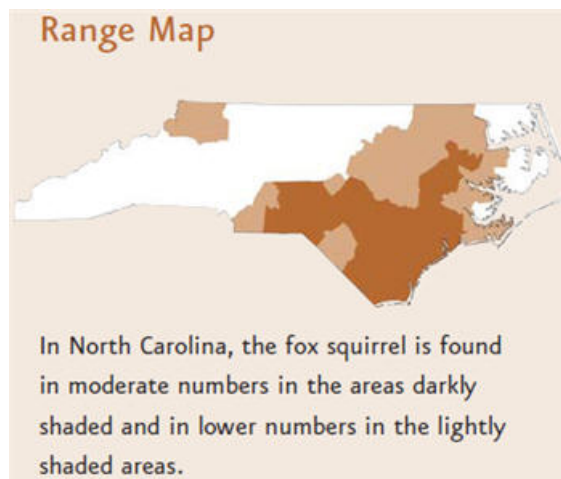 Range Map
In North Carolina, the fox squirrel is found
in moderate numbers in the areas darkly
shaded and in lower numbers in the lightly
shaded areas.